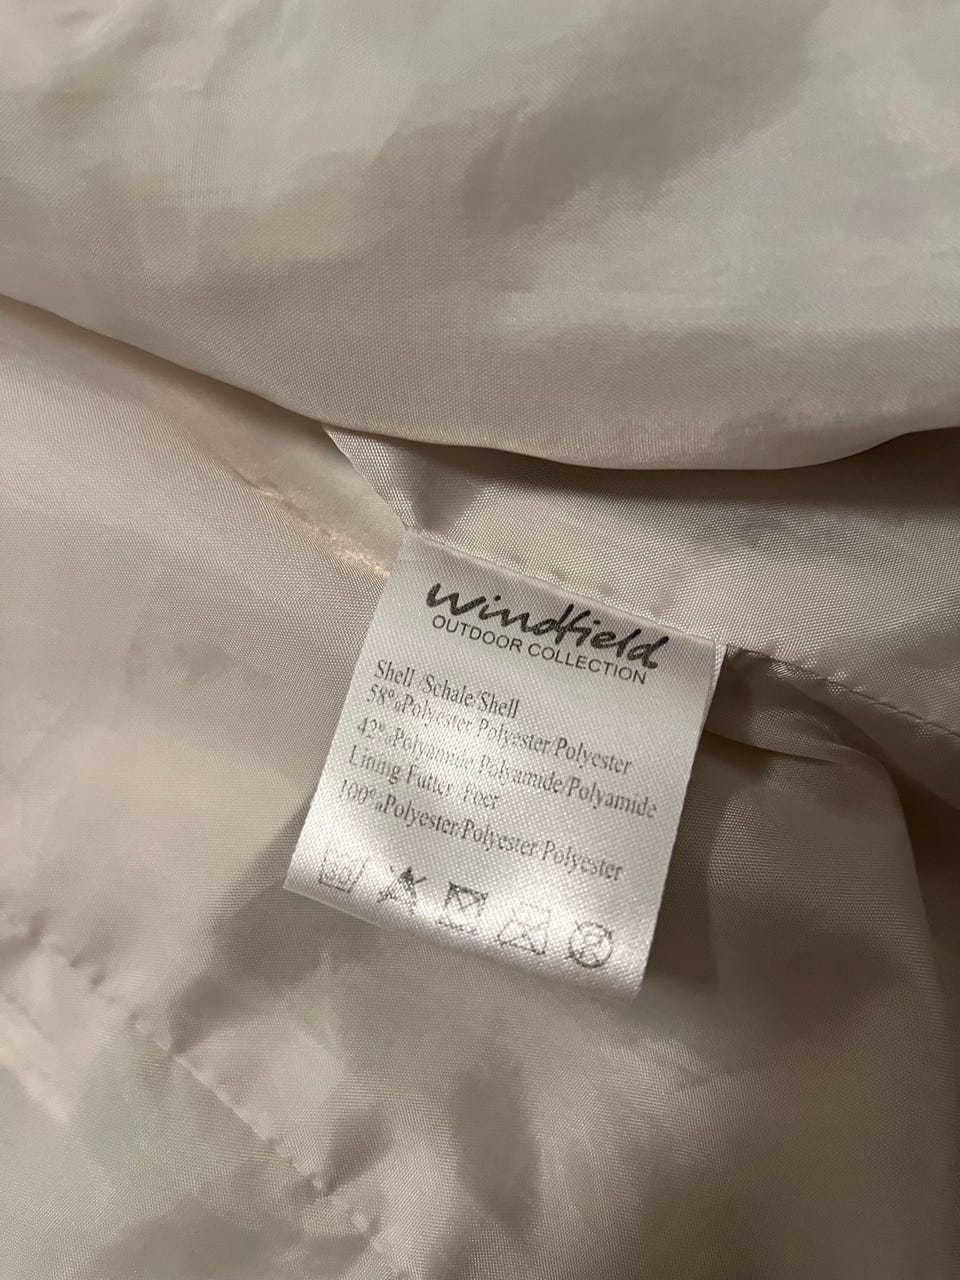 windfield
OUTDOOR COLLECTION
Shell/Schale/Shell
58%Polyester/Polyester/Polyester
42%Polyamide/Polyamide/Polyamide
Lining/Futter/Foer
100%Polyester/Polyester/Polyester